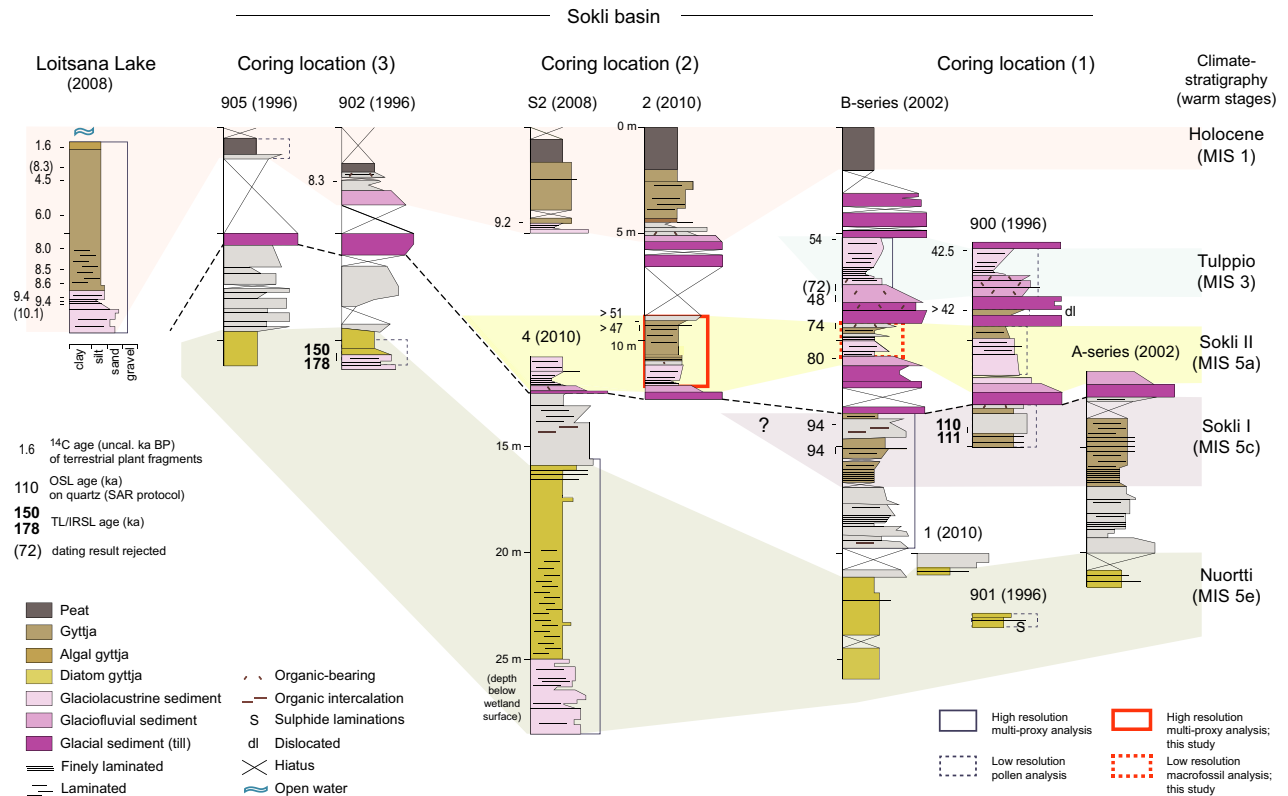 Sokli basin
Loitsana Lake
(2008)
Coring location (3)
Coring location (2)
Coring location (1)
Climate-
stratigraphy
(warm stages)
905 (1996)
902 (1996)
S2 (2008)
2 (2010)
B-series (2002)
900 (1996)
A-series (2002)
4 (2010)
1 (2010)
901 (1996)
Holocene
(MIS 1)
Tulppio
(MIS 3)
Sokli II
(MIS 5a)
Sokli I
(MIS 5c)
Nuortti
(MIS 5e)
1.6
(8.3)
4.5
6.0
8.0
8.5
8.6
9.4
9.4
(10.1)
clay
silt
sand
gravel
8.3
150
178
9.2
0 m
5 m
> 51
> 47
10 m
15 m
20 m
25 m
(depth
below
wetland
surface)
54
(72)
48
74
80
94
94
?
42.5
> 42
dl
110
111
S
1.6
14C age (uncal. ka BP)
of terrestrial plant fragments
110
OSL age (ka)
on quartz (SAR protocol)
150
178
TL/IRSL age (ka)
(72)
dating result rejected
Peat
Gyttja
Algal gyttja
Diatom gyttja
Glaciolacustrine sediment
Glaciofluvial sediment
Glacial sediment (till)
Finely laminated
Laminated
Organic-bearing
Organic intercalation
S
Sulphide laminations
dl
Dislocated
Hiatus
Open water
High resolution
multi-proxy analysis
Low resolution
pollen analysis
High resolution
multi-proxy analysis;
this study
Low resolution
macrofossil analysis;
this study